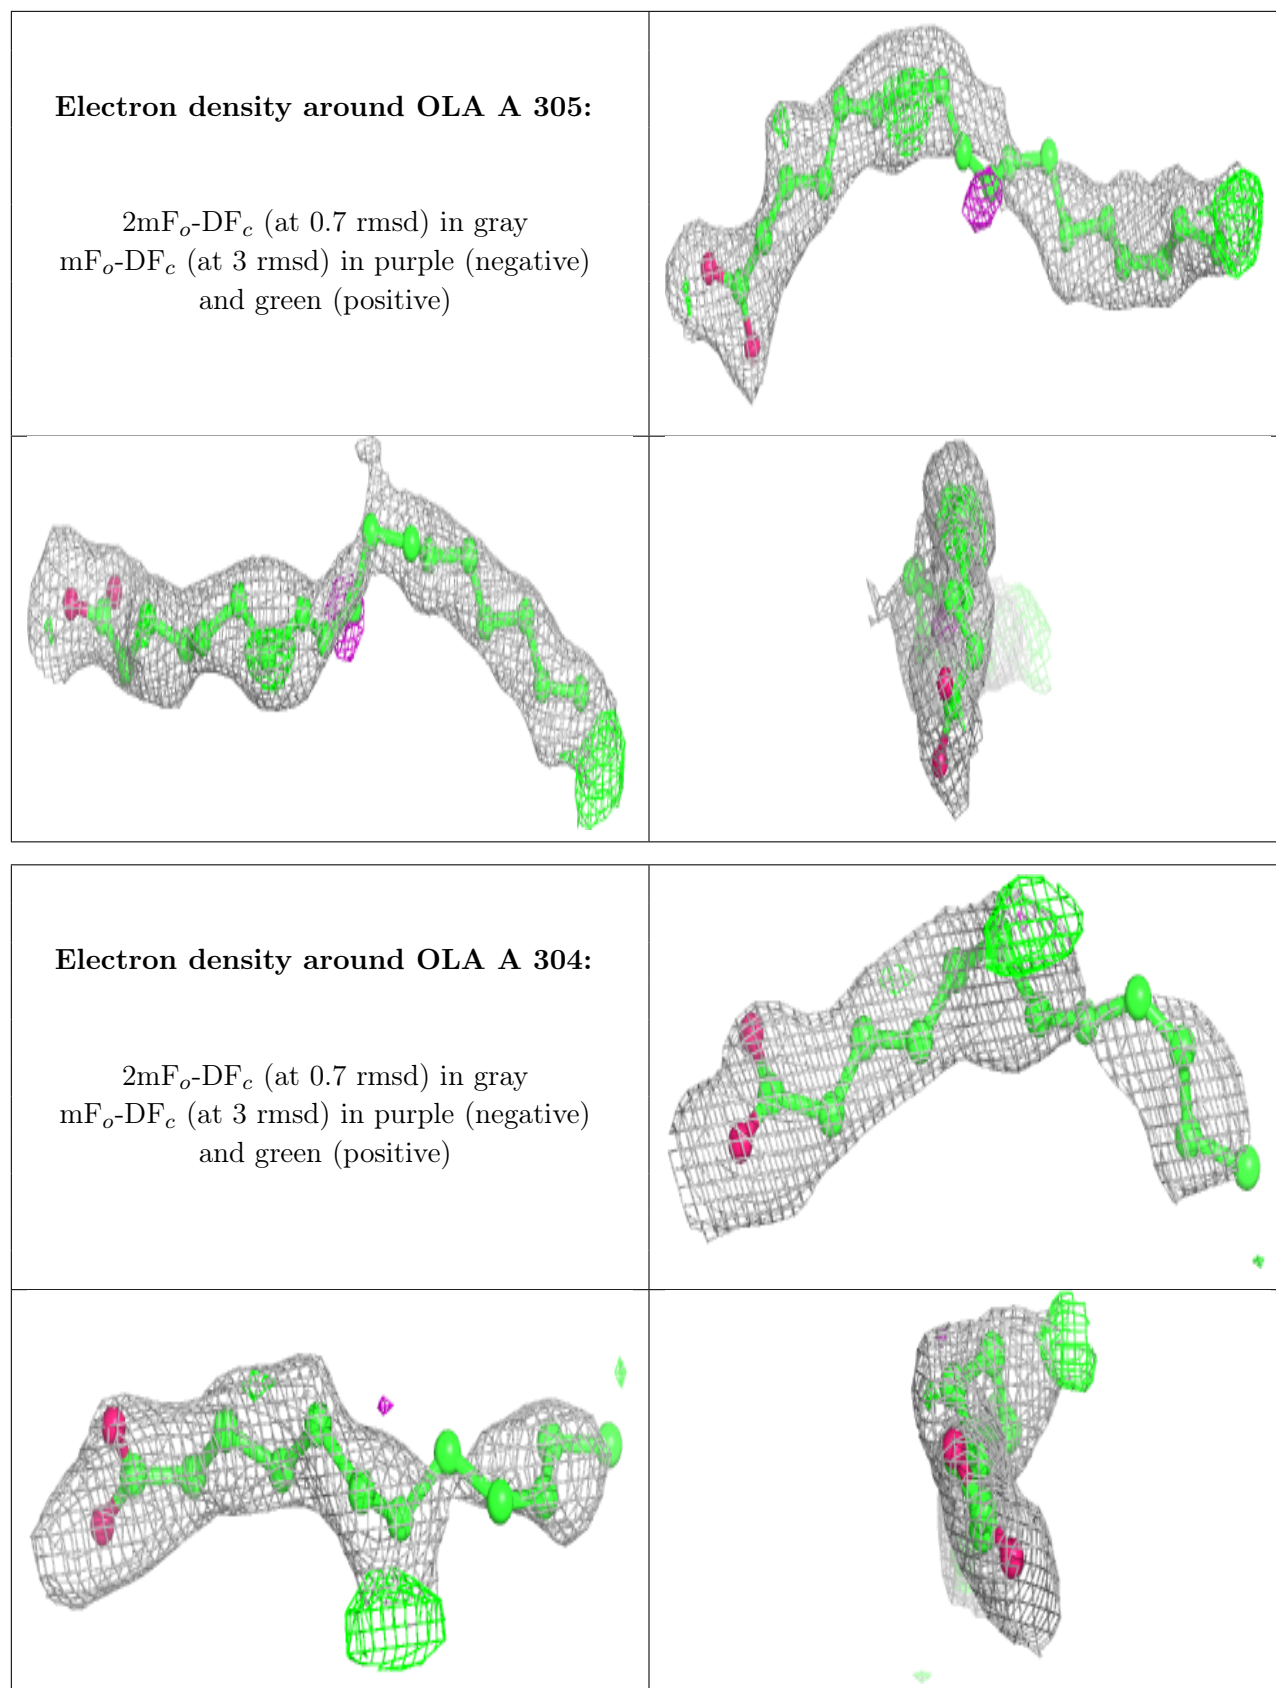 Electron density around OLA A 305:
2mFo-DFc (at 0.7 rmsd) in gray
mFo-DFc (at 3 rmsd) in purple (negative)
and green (positive)
Electron density around OLA A 304:
2mFo-DFc (at 0.7 rmsd) in gray
mFo-DFc (at 3 rmsd) in purple (negative)
and green (positive)